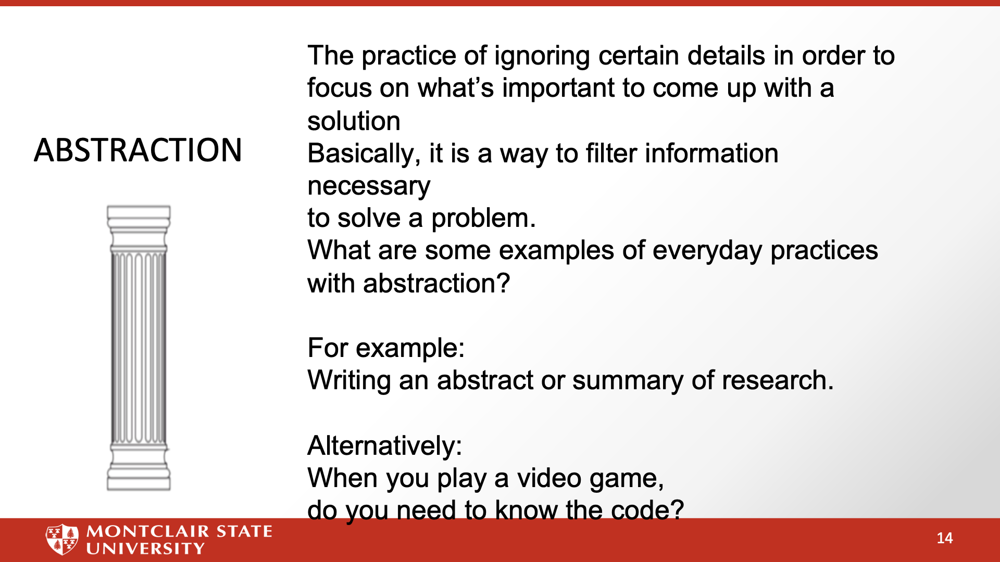 ABSTRACTION
The practice of ignoring certain details in order to
focus on what’s important to come up with a
solution
Basically, it is a way to filter information
necessary
to solve a problem.
What are some examples of everyday practices
with abstraction?
For example:
Writing an abstract or summary of research.
Alternatively:
When you play a video game,
do you need to know the code?
MONTCLAIR STATE
UNIVERSITY
14